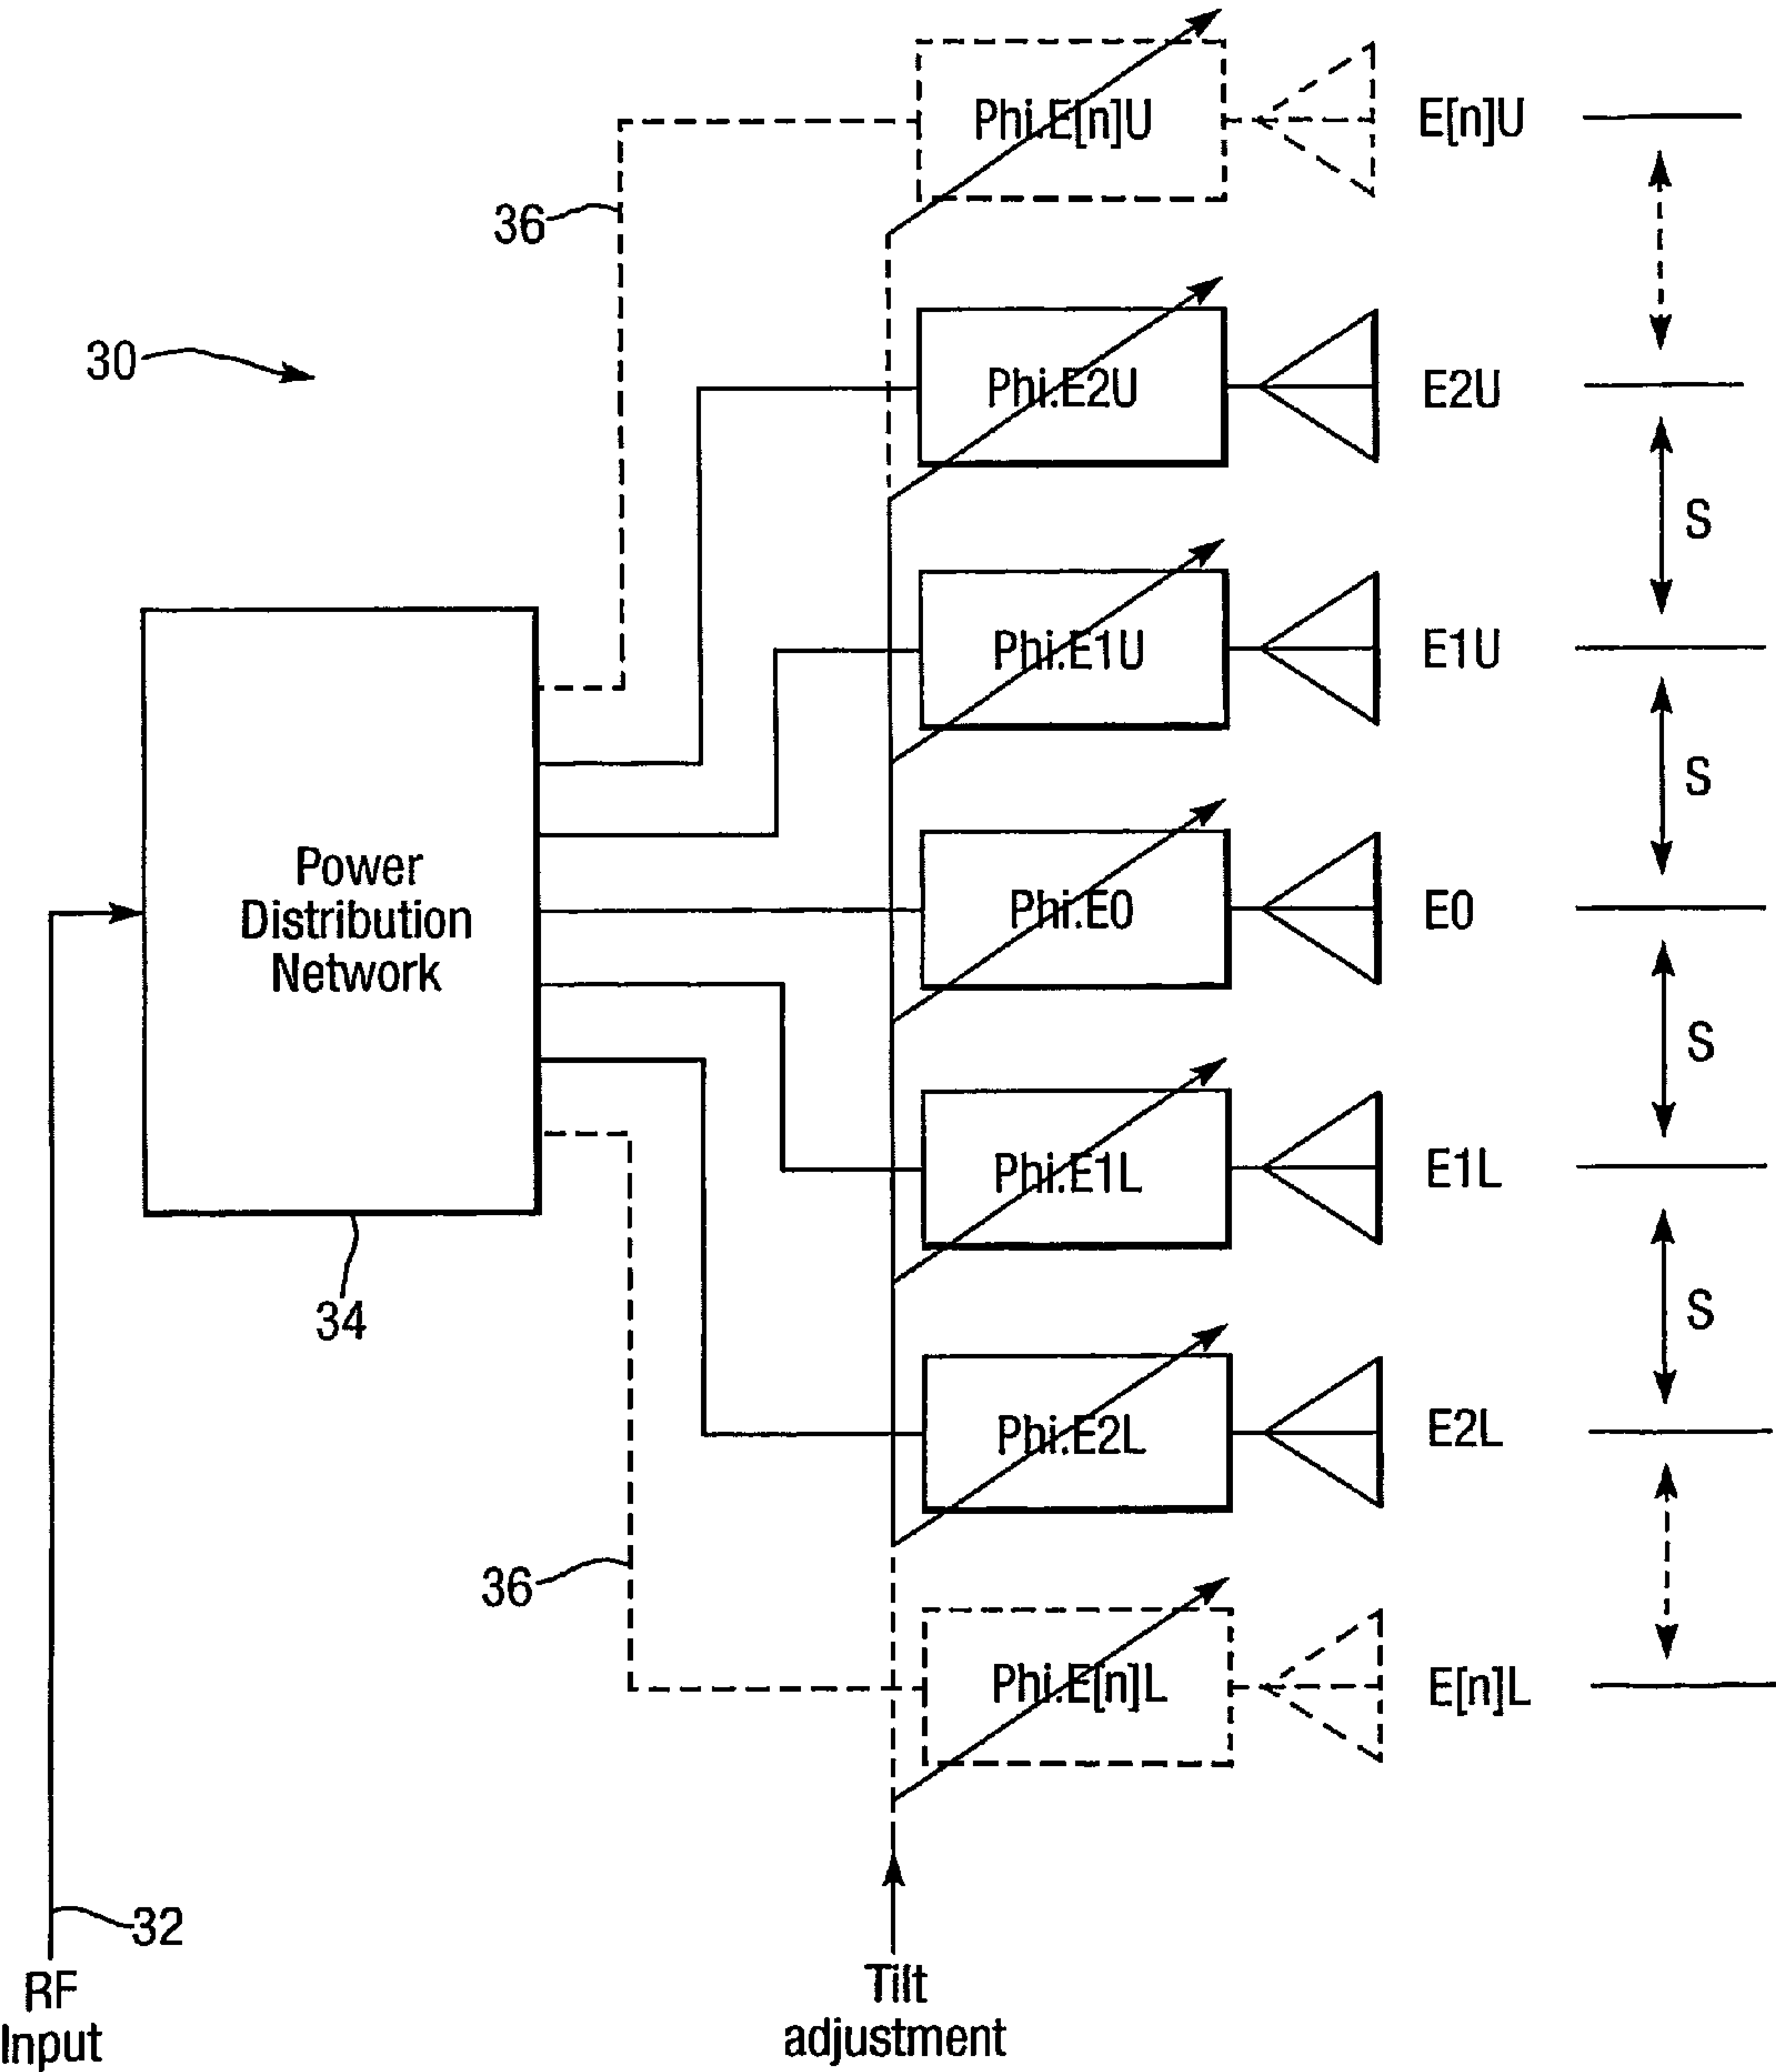 Phi.E[n]U
E[n]U
36
30
Phi.E2U
E2U
S
Phi.E1U
E1U
S
Power
Distribution
Network
Phi.E0
E0
S
Phi.E1L
E1L
34
S
Phi.E2L
E2L
36
Phi.E[n]L
E[n]L
32
RF
Input
Tilt
adjustment